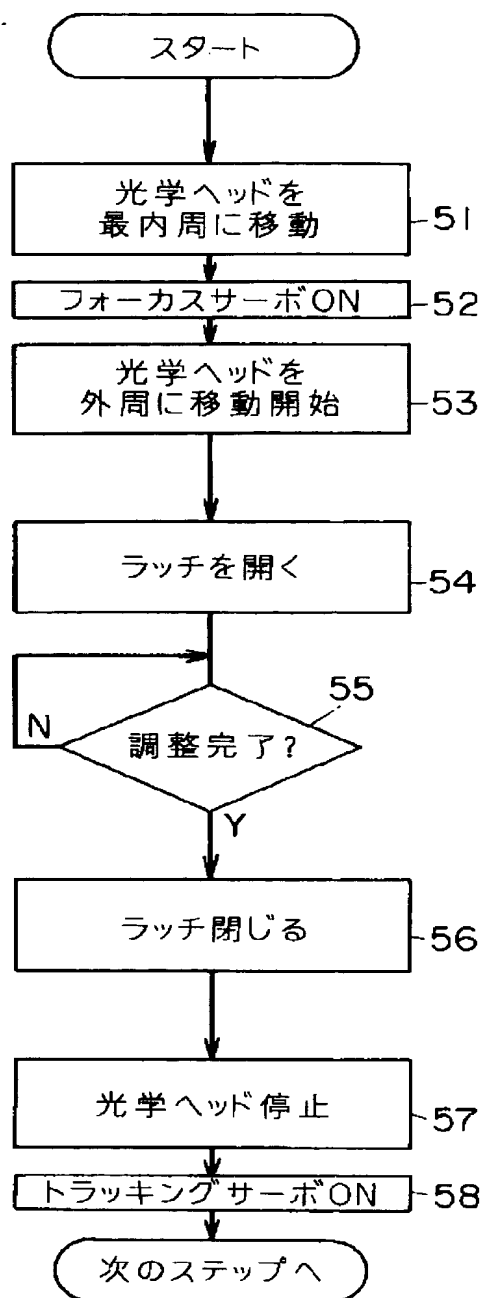 スタート
光学ヘッドを
最内周に移動
51
フォーカスサーボON
52
光学ヘッドを
外周に移動開始
53
ラッチを開く
54
55
N
調整完了?
Y
ラッチ閉じる
56
光学ヘッド停止
57
トラッキングサーボON
58
次のステップへ